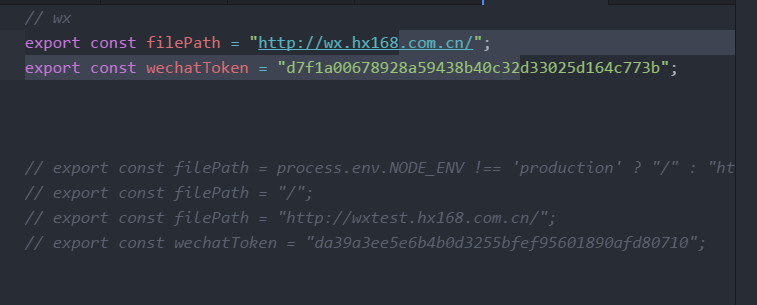 // wx
export const filePath = "http://wx.hx168.com.cn/";
export const wechatToken = "d7f1a00678928a59438b40c32d33025d164c773b";
// export const filePath = process.env.NODE_ENV !== 'production' ? "/" : "ht
// export const filePath = "/";
// export const filePath = "http://wxtest.hx168.com.cn/";
// export const wechatToken = "da39a3ee5e6b4b0d3255bfef95601890afd80710";